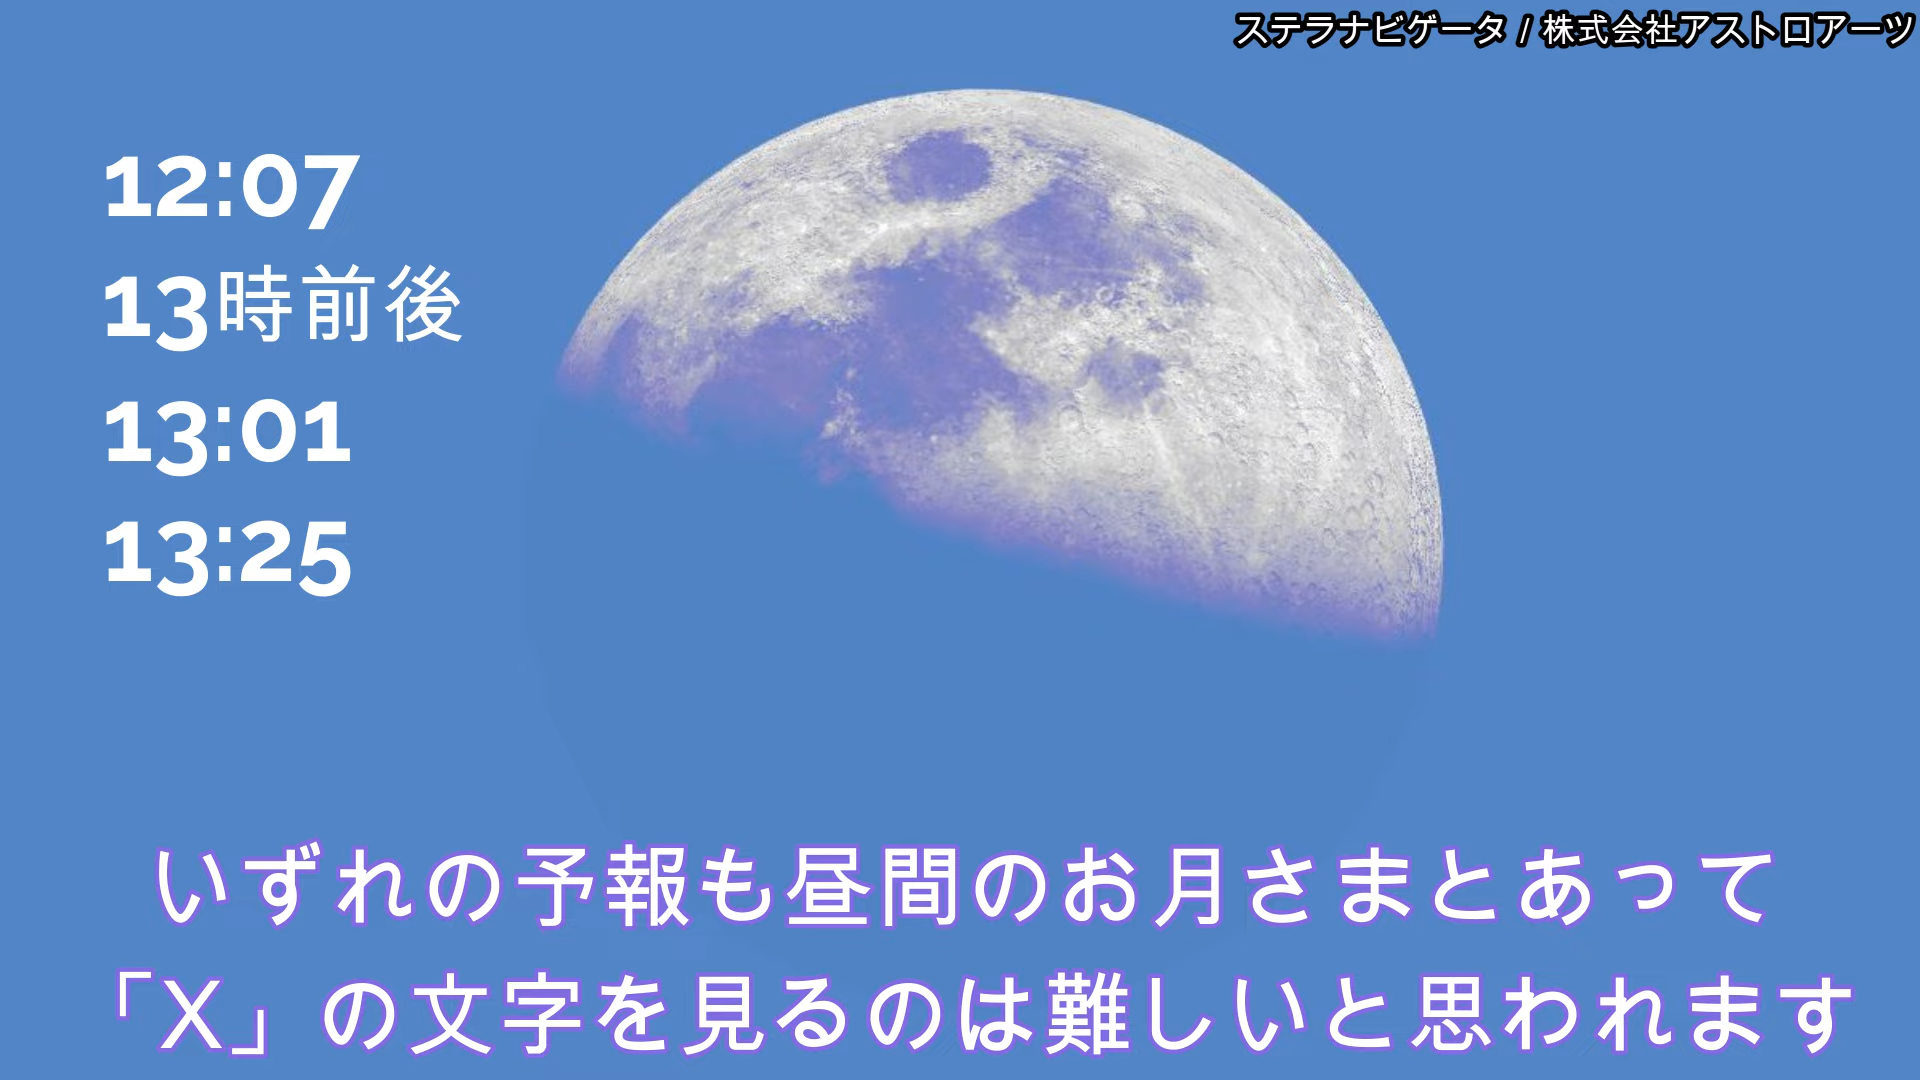 ステラナビゲータ / 株式会社アストロアーツ
12:07
13時前後
13:01
13:25
いずれの予報も昼間のお月さまとあって
「X」の文字を見るのは難しいと思われます